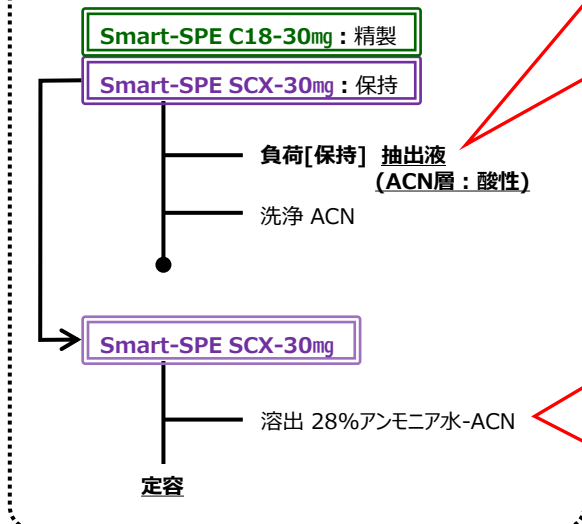 Smart-SPE C18-30mg：精製
Smart-SPE SCX-30mg：保持
負荷[保持] 抽出液
(ACN層：酸性)
洗浄 ACN
Smart-SPE SCX-30mg
溶出 28%アンモニア水-ACN
定容